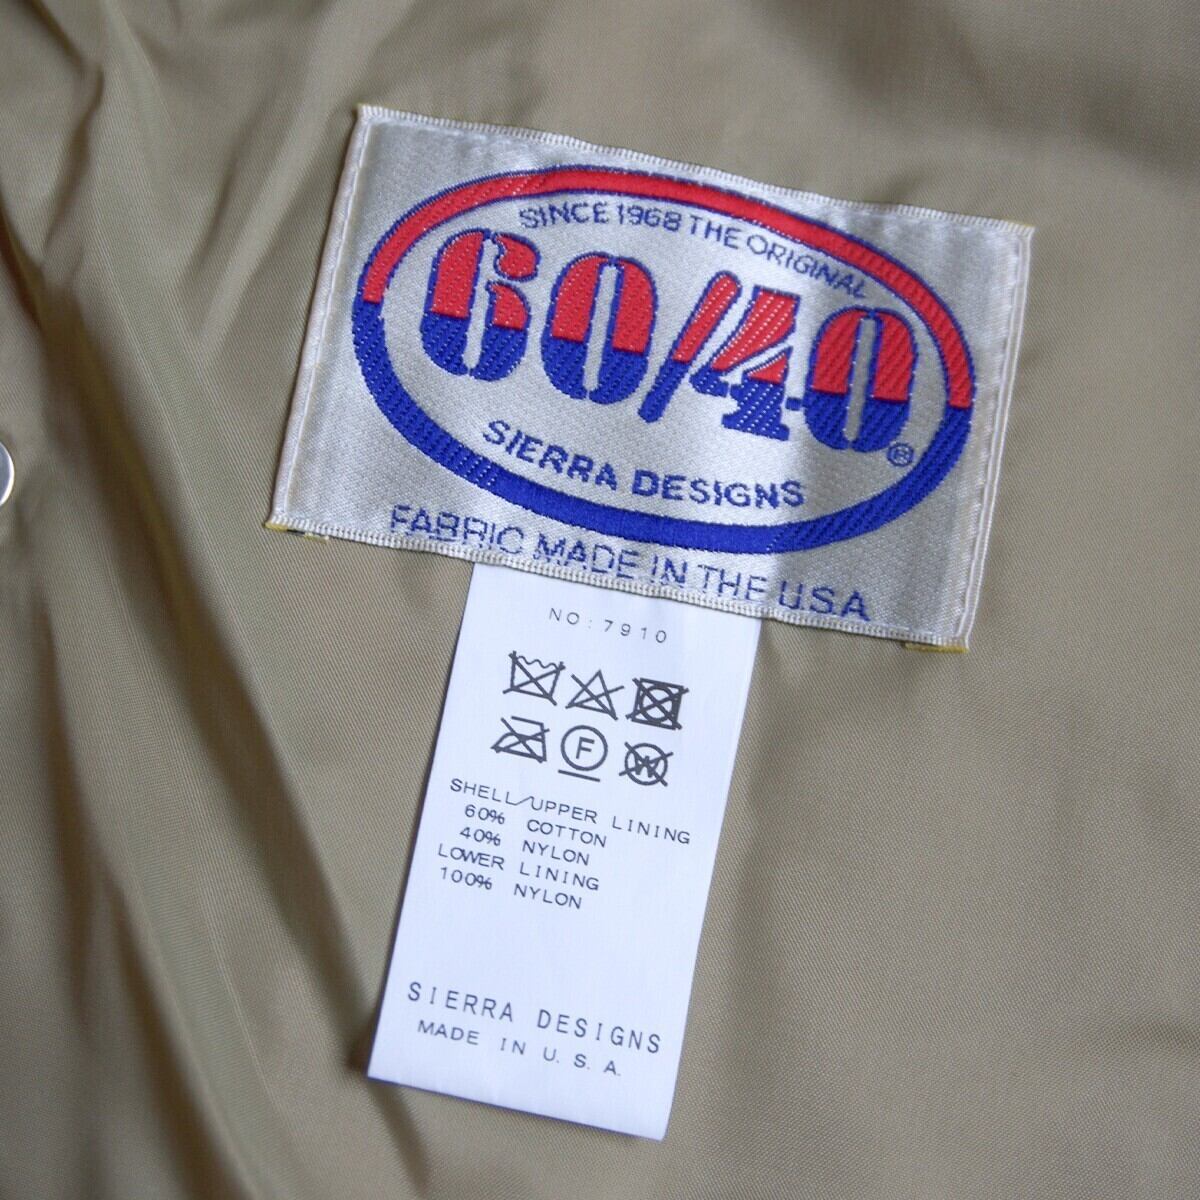 SINCE 1968 THE ORIGINAL
60/40®
SIERRA DESIGNS
FABRIC MADE IN THE U.S.A
NO:7910
F
W
SHELL/UPPER LINING
60% COTTON
40% NYLON
LOWER LINING
100% NYLON
SIERRA DESIGNS
MADE IN U.S.A.